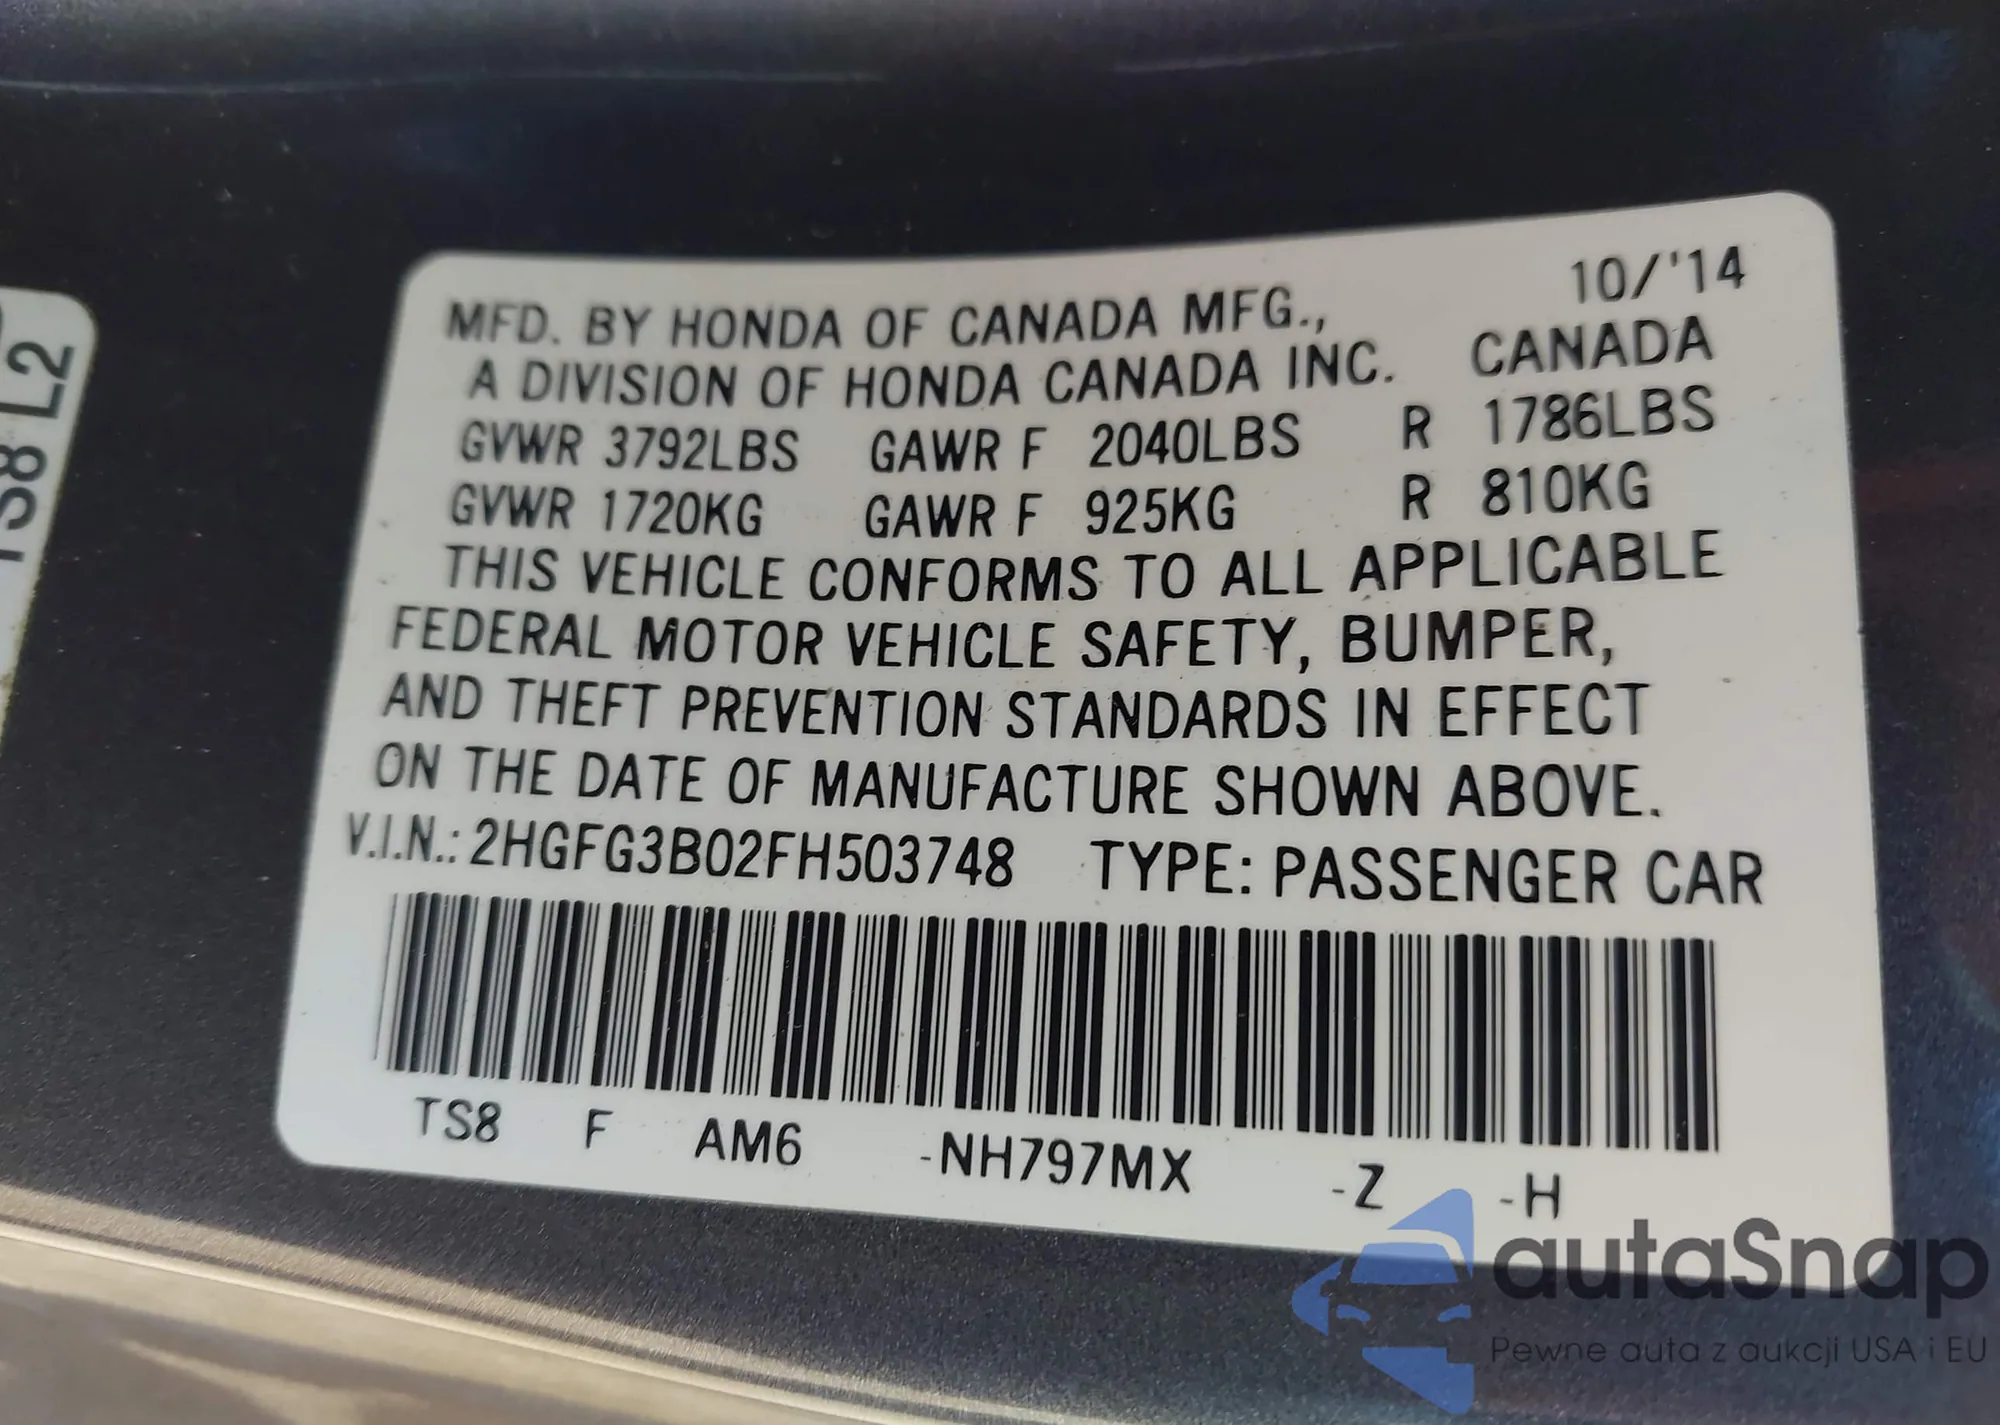 TS8 L2
10/'14
MFD. BY HONDA OF CANADA MFG.,
A DIVISION OF HONDA CANADA INC. CANADA
GVWR 3792LBS GAWR F 2040LBS R 1786LBS
GVWR 1720KG GAWR F 925KG R 810KG
THIS VEHICLE CONFORMS TO ALL APPLICABLE
FEDERAL MOTOR VEHICLE SAFETY, BUMPER,
AND THEFT PREVENTION STANDARDS IN EFFECT
ON THE DATE OF MANUFACTURE SHOWN ABOVE.
V.I.N.: 2HGFG3B02FH503748 TYPE: PASSENGER CAR
TS8 F AM6 -NH797MX -Z -H
autaSnap
Pewne auta z aukcji USA i EU